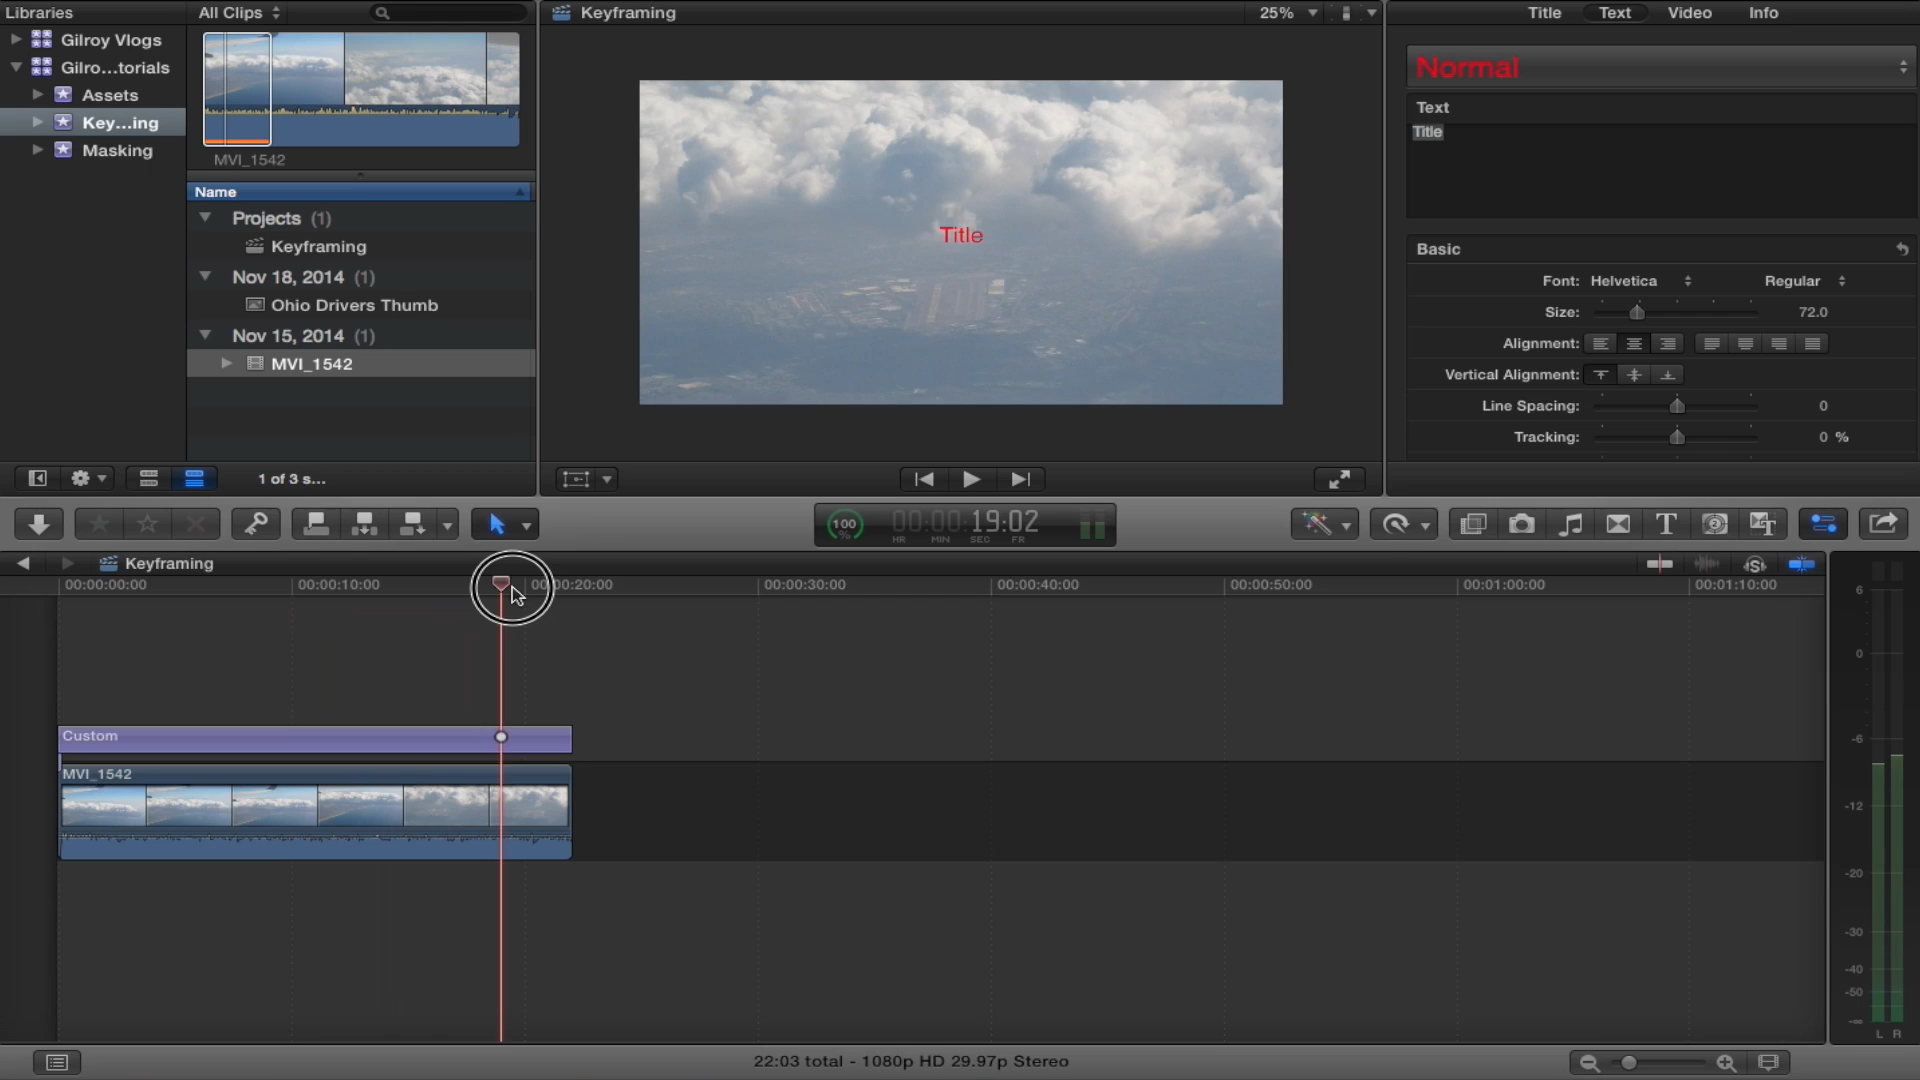 Libraries
All Clips
Keyframing
25%
Title
Text
Video
Info
Gilroy Vlogs
Gilro...torials
Assets
Key...ing
Masking
MVI_1542
Name
Projects (1)
Keyframing
Nov 18, 2014 (1)
Ohio Drivers Thumb
Nov 15, 2014 (1)
MVI_1542
1 of 3 s...
Title
Normal
Text
Title
Basic
Font: Helvetica Regular
Size: 72.0
Alignment:
Vertical Alignment:
Line Spacing: 0
Tracking: 0 %
100 %
00:00:19:02
HR MIN SEC FR
Keyframing
00:00:00:00
00:00:10:00
00:00:20:00
00:00:30:00
00:00:40:00
00:00:50:00
00:01:00:00
00:01:10:00
Custom
MVI_1542
6
0
-6
-12
-20
-30
-40
-50
-∞
L R
22:03 total - 1080p HD 29.97p Stereo